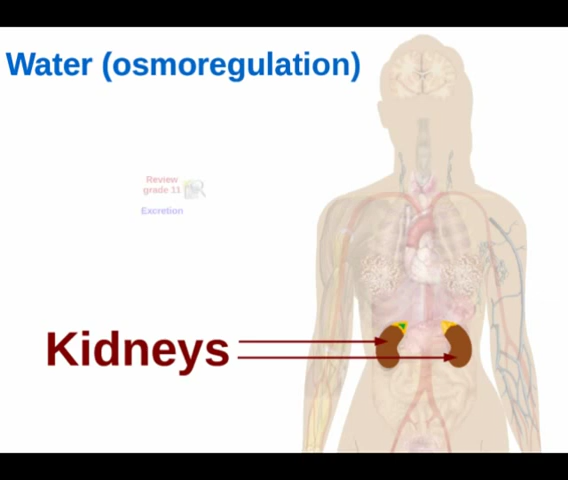 Water (osmoregulation)
Review
grade 11
Excretion
Kidneys